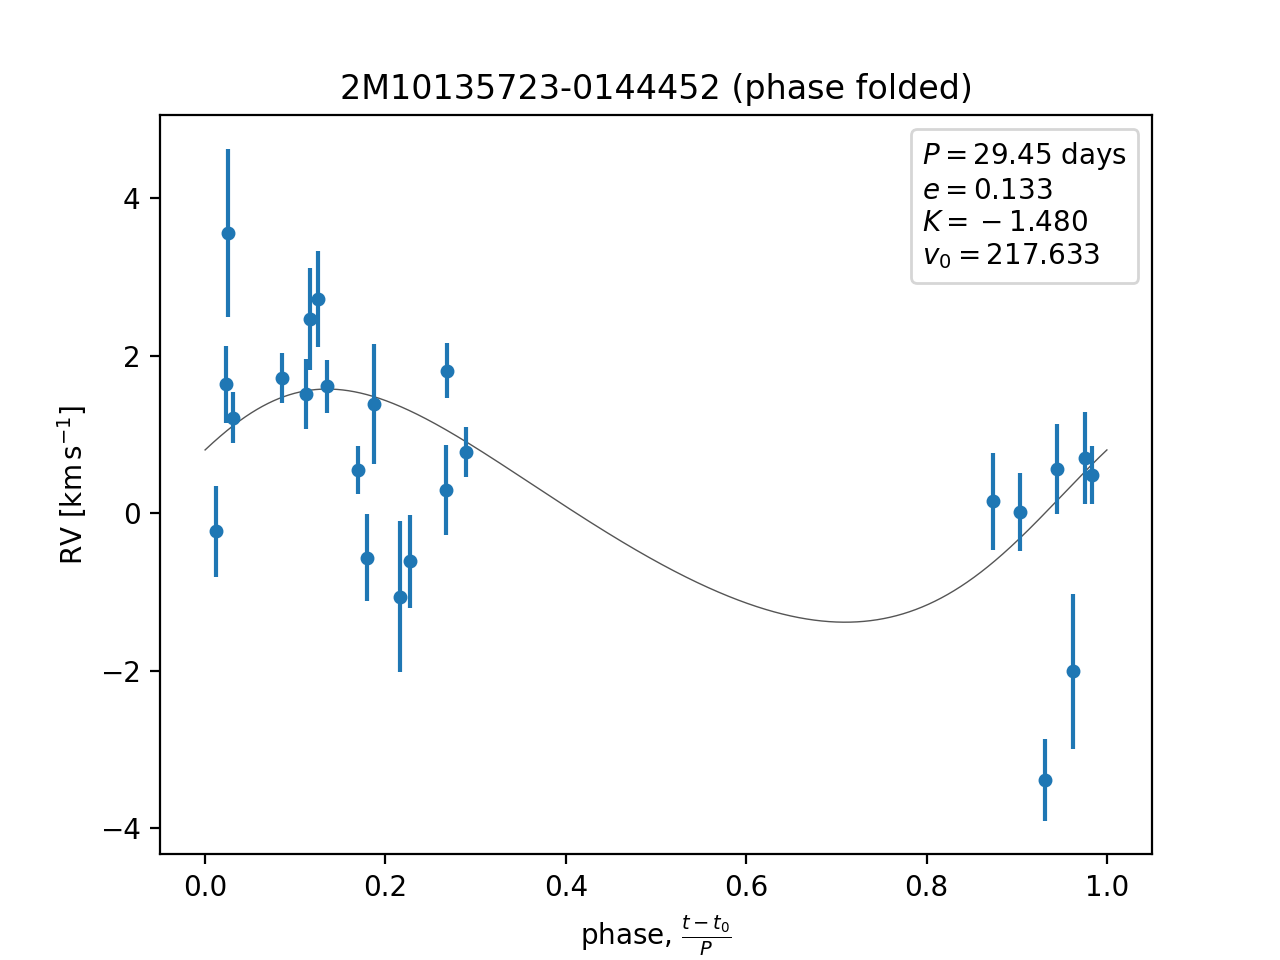 2M10135723-0144452 (phase folded)
P = 29.45 days
e = 0.133
K = −1.480
v₀ = 217.633
RV [km s⁻¹]
4
2
0
−2
−4
0.0 0.2 0.4 0.6 0.8 1.0
phase, (t − t₀)/P